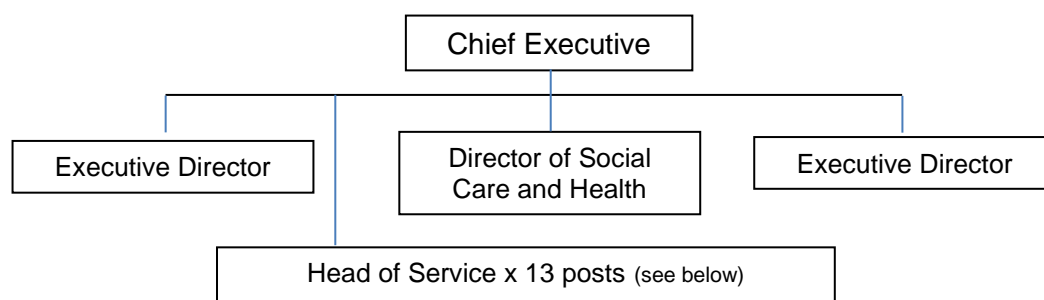 Chief Executive
Executive Director
Director of Social
Care and Health
Executive Director
Head of Service x 13 posts (see below)